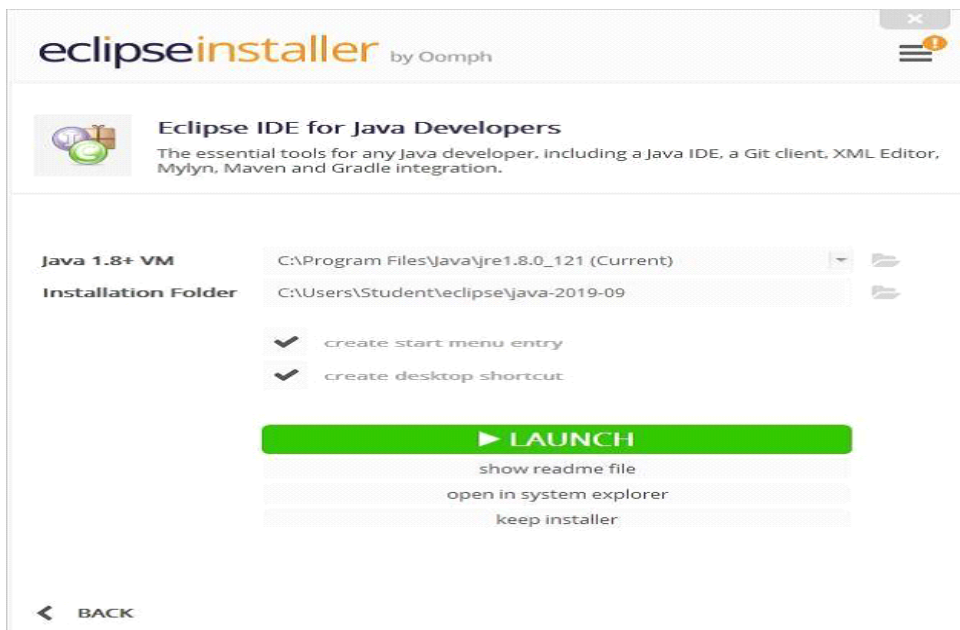 eclipseinstaller by Oomph
Eclipse IDE for Java Developers
The essential tools for any Java developer, including a Java IDE, a Git client, XML Editor,
Mylyn, Maven and Gradle integration.
Java 1.8+ VM C:\Program Files\Java\jre1.8.0_121 (Current)
Installation Folder C:\Users\Student\eclipse\java-2019-09
create start menu entry
create desktop shortcut
LAUNCH
show readme file
open in system explorer
keep installer
BACK